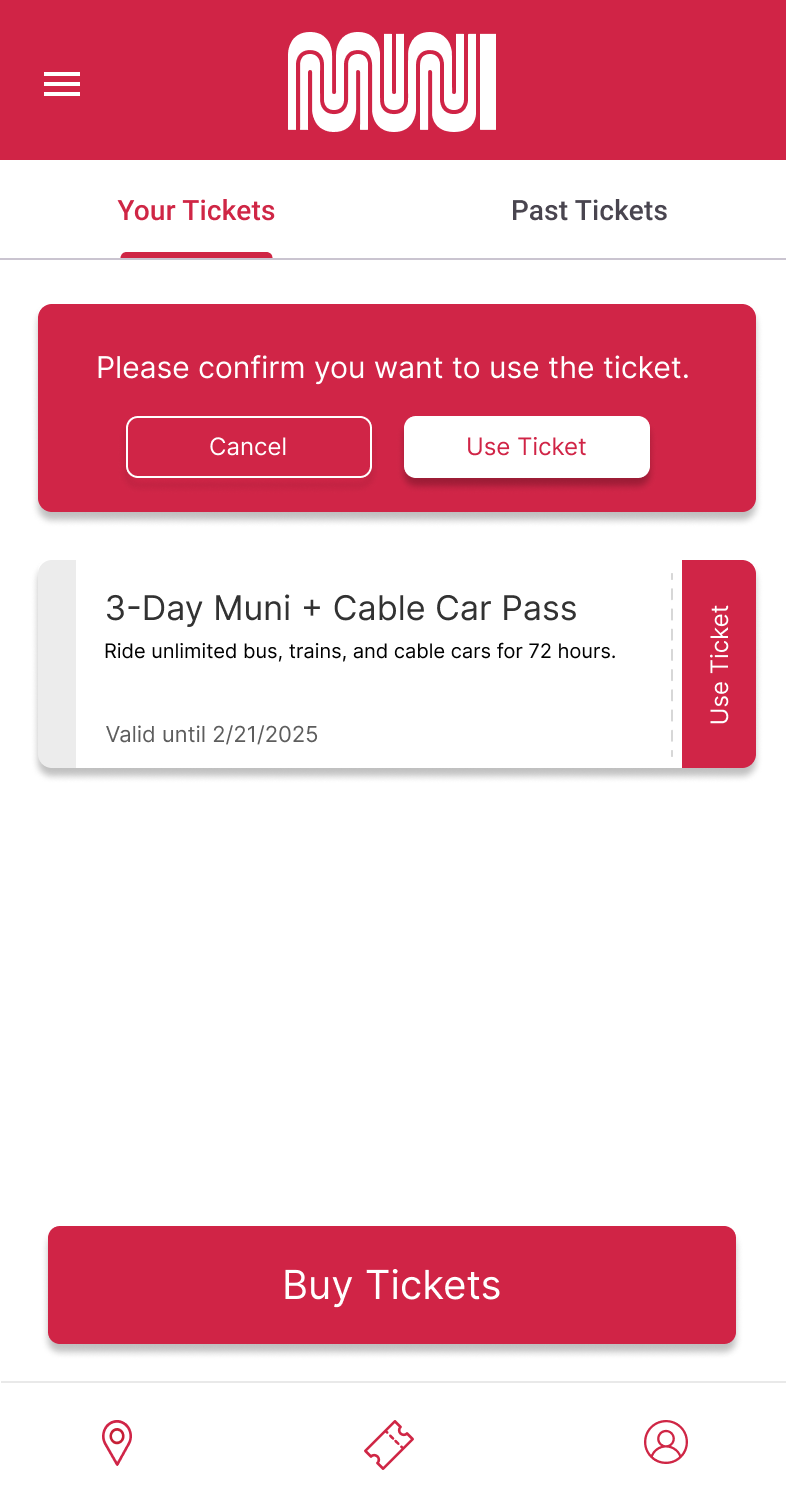 MUNI
Your Tickets
Past Tickets
Please confirm you want to use the ticket.
Cancel
Use Ticket
3-Day Muni + Cable Car Pass
Ride unlimited bus, trains, and cable cars for 72 hours.
Valid until 2/21/2025
Use Ticket
Buy Tickets